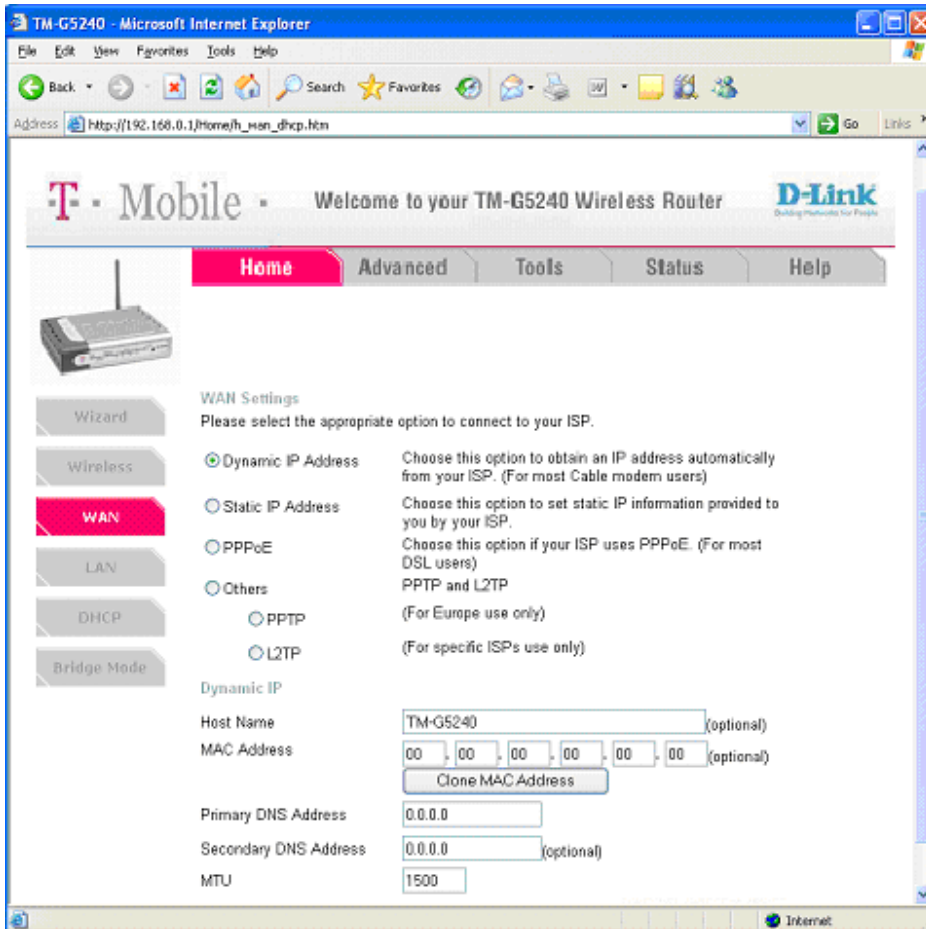 TM-G5240 - Microsoft Internet Explorer
File Edit View Favorites Tools Help
Back Search Favorites
Address http://192.168.0.1/Home/h_wan_dhcp.htm Go Links
T · Mobile · Welcome to your TM-G5240 Wireless Router D-Link
Building Networks for People
Home Advanced Tools Status Help
Wizard
Wireless
WAN
LAN
DHCP
Bridge Mode
WAN Settings
Please select the appropriate option to connect to your ISP.
Dynamic IP Address Choose this option to obtain an IP address automatically
from your ISP. (For most Cable modem users)
Static IP Address Choose this option to set static IP information provided to
you by your ISP.
PPPoE Choose this option if your ISP uses PPPoE. (For most
DSL users)
Others PPTP and L2TP
PPTP (For Europe use only)
L2TP (For specific ISPs use only)
Dynamic IP
Host Name TM-G5240 (optional)
MAC Address 00 . 00 . 00 . 00 . 00 . 00 (optional)
Clone MAC Address
Primary DNS Address 0.0.0.0
Secondary DNS Address 0.0.0.0 (optional)
MTU 1500
Internet